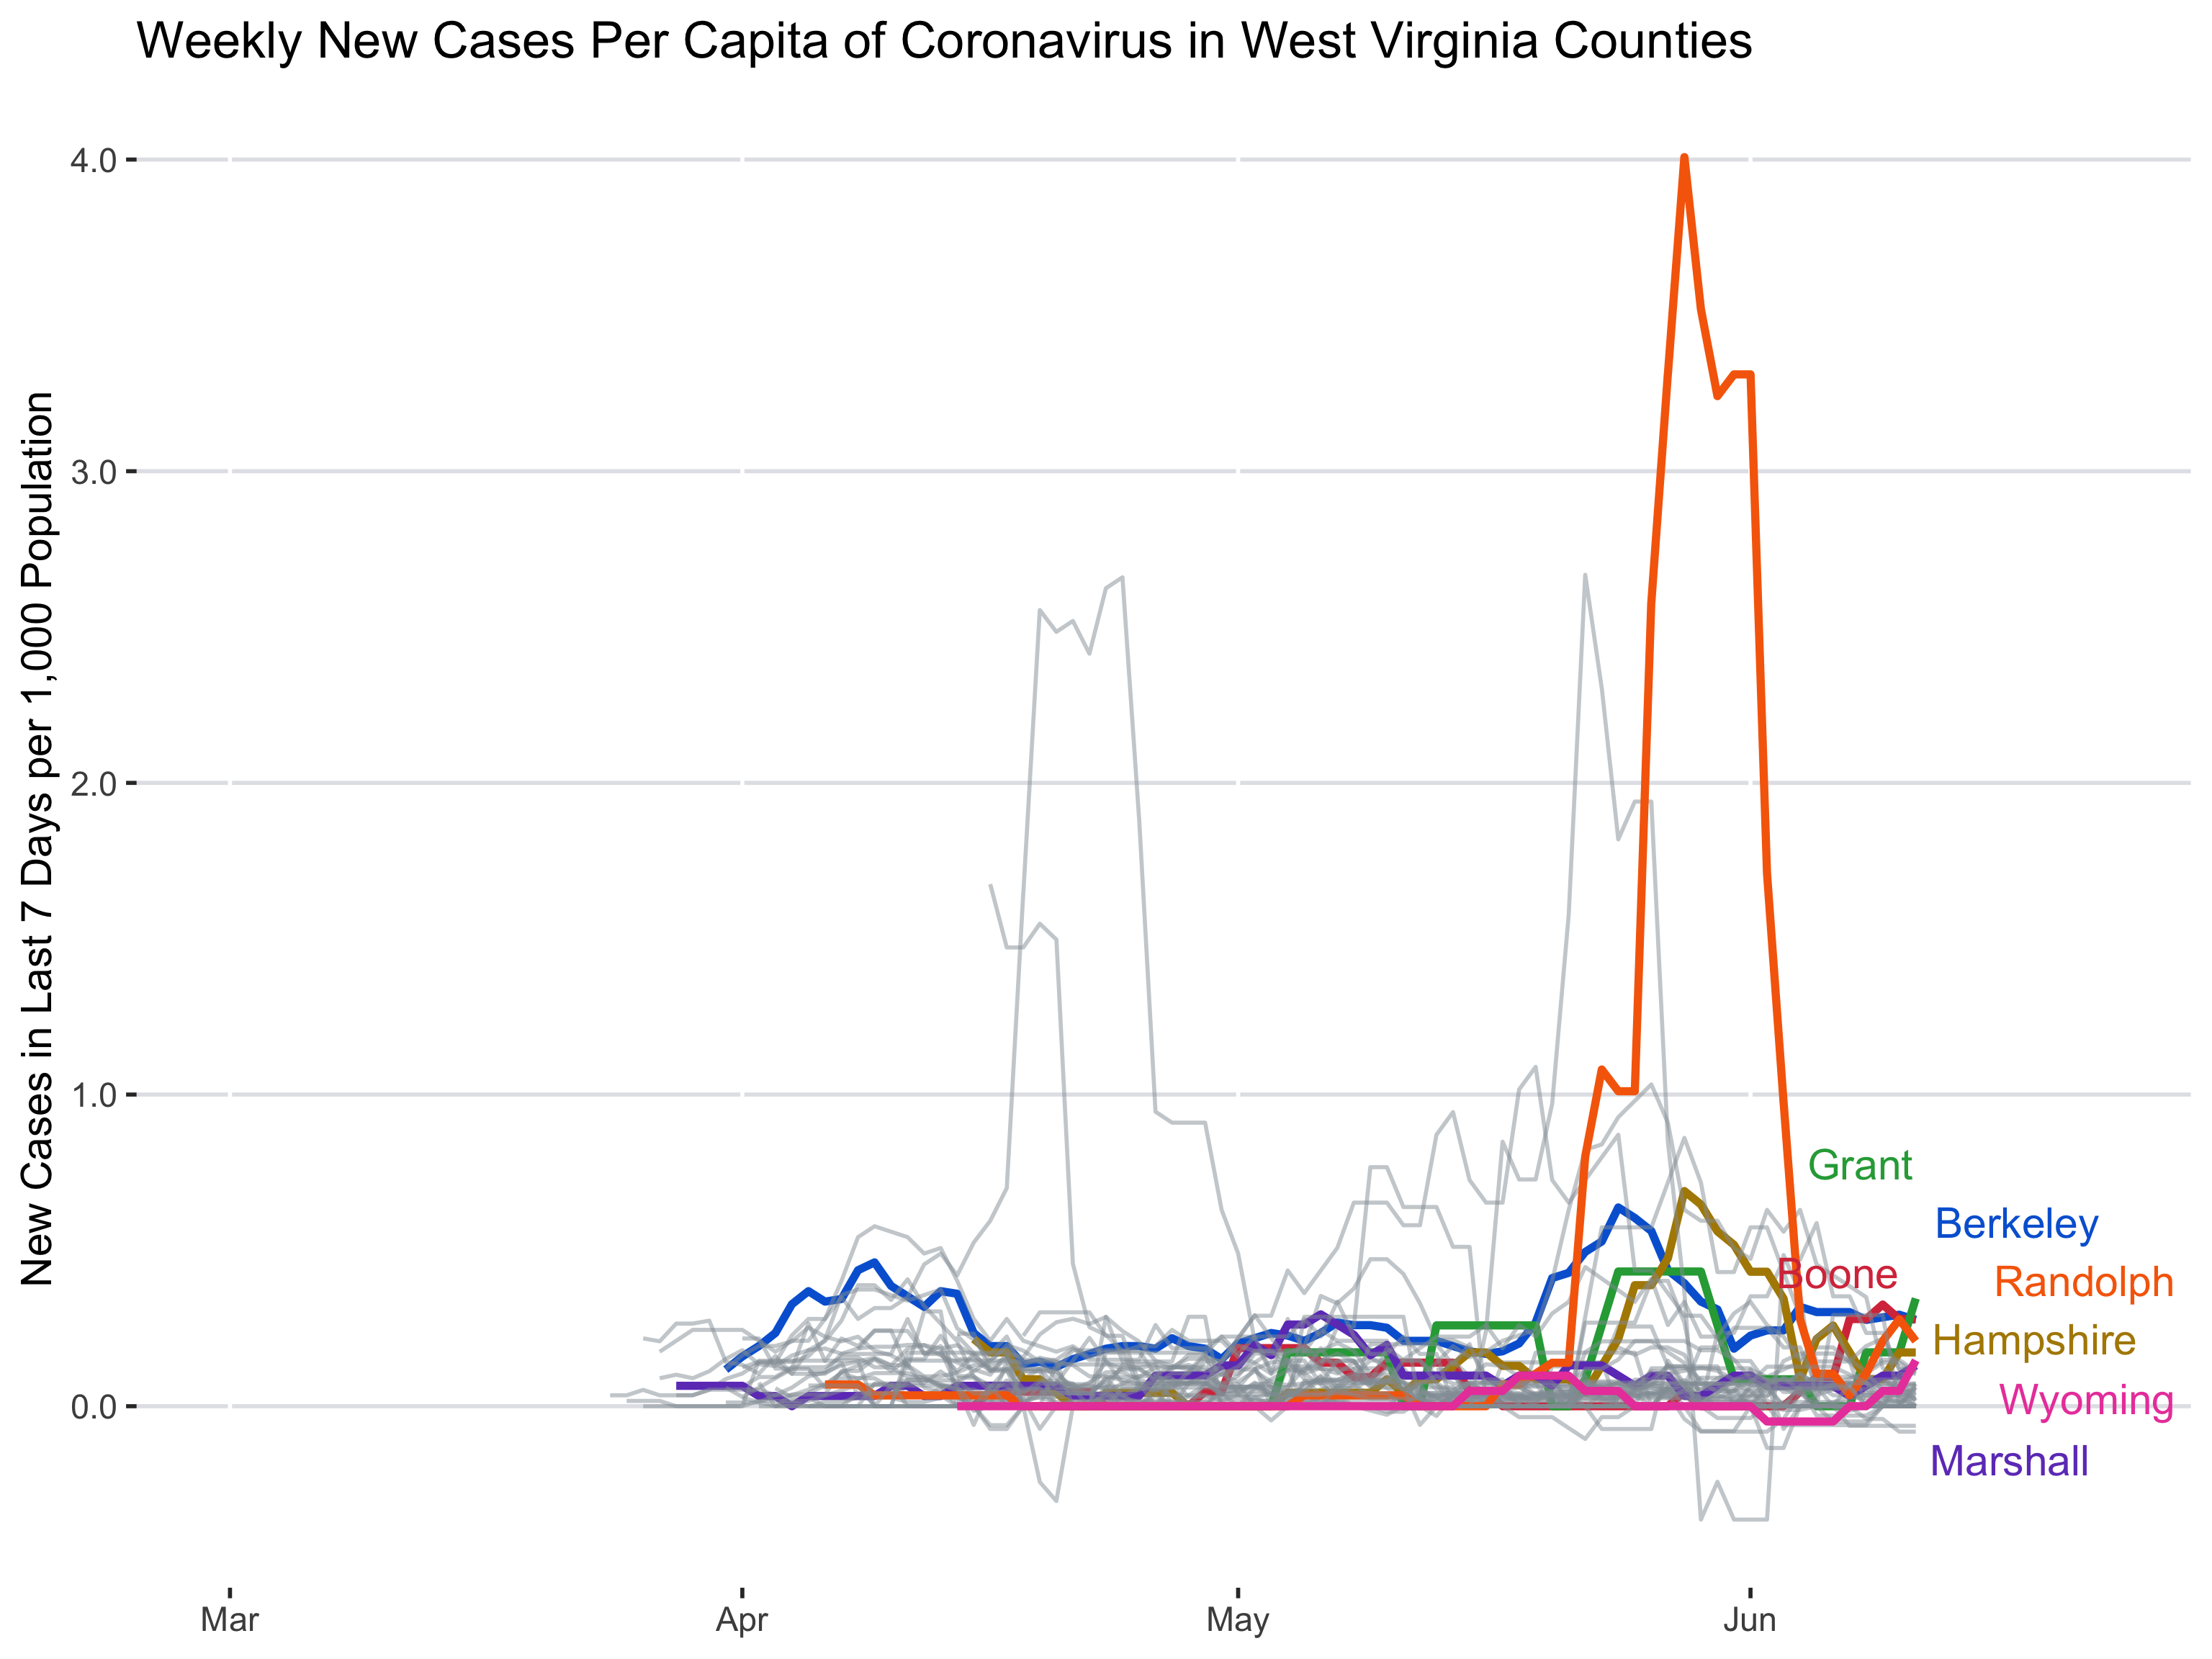 Weekly New Cases Per Capita of Coronavirus in West Virginia Counties
New Cases in Last 7 Days per 1,000 Population
4.0
3.0
2.0
1.0
0.0
Grant
Berkeley
Boone
Randolph
Hampshire
Wyoming
Marshall
Mar
Apr
May
Jun